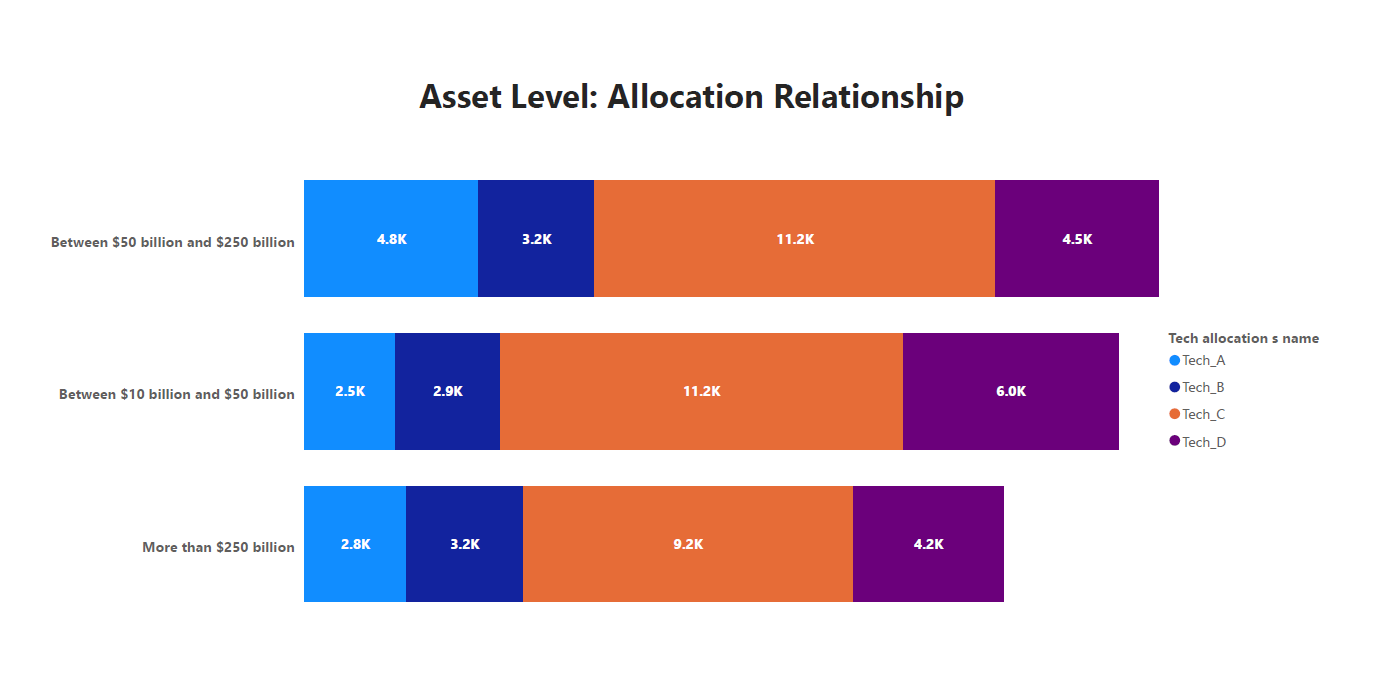 Asset Level: Allocation Relationship
Between $50 billion and $250 billion
4.8K
3.2K
11.2K
4.5K
Between $10 billion and $50 billion
2.5K
2.9K
11.2K
6.0K
More than $250 billion
2.8K
3.2K
9.2K
4.2K
Tech allocation s name
Tech_A
Tech_B
Tech_C
Tech_D